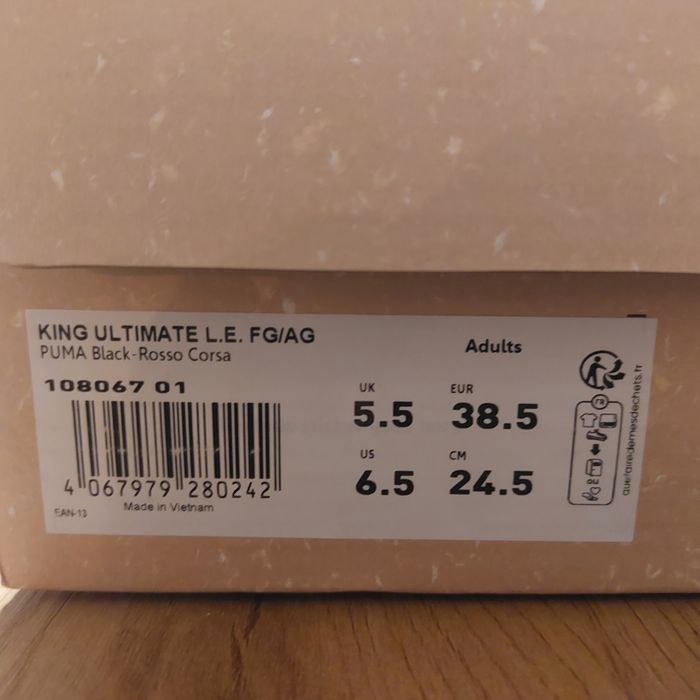 KING ULTIMATE L.E. FG/AG
PUMA Black-Rosso Corsa
Adults
108067 01
UK
5.5
EUR
38.5
US
6.5
CM
24.5
4 067979 280242
EAN-13
Made in Vietnam
FR
OU
quefairedemesdechets.fr